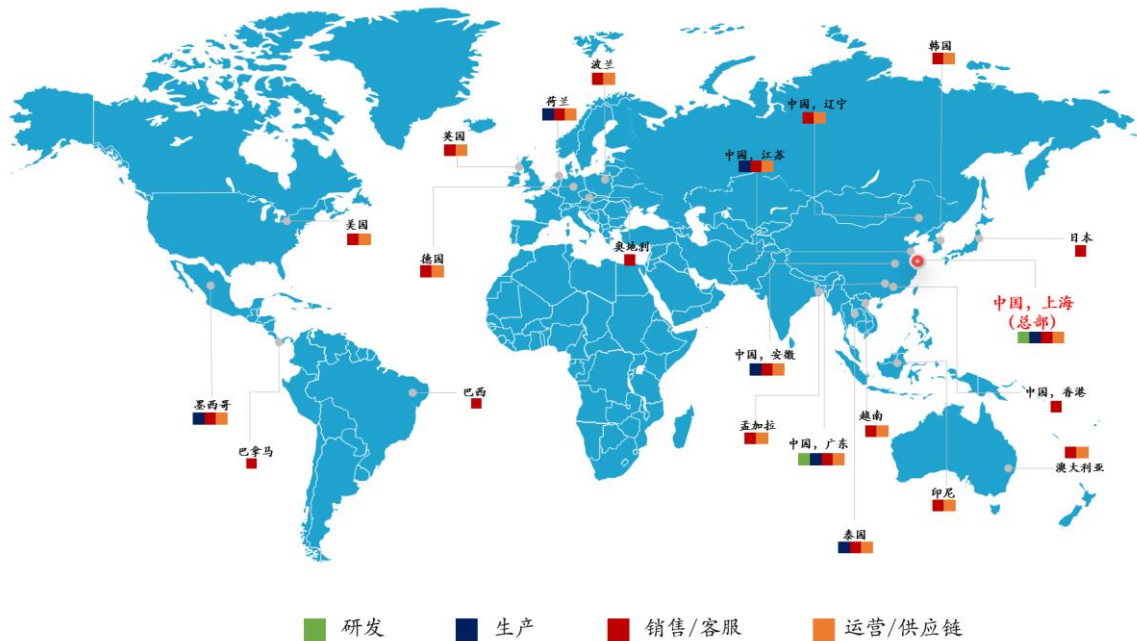 韩国
波兰
荷兰
中国，辽宁
英国
中国，江苏
美国
奥地利
日本
德国
中国，上海
(总部)
中国，安徽
巴西
中国，香港
墨西哥
越南
孟加拉
巴拿马
中国，广东
澳大利亚
印尼
泰国
研发
生产
销售/客服
运营/供应链